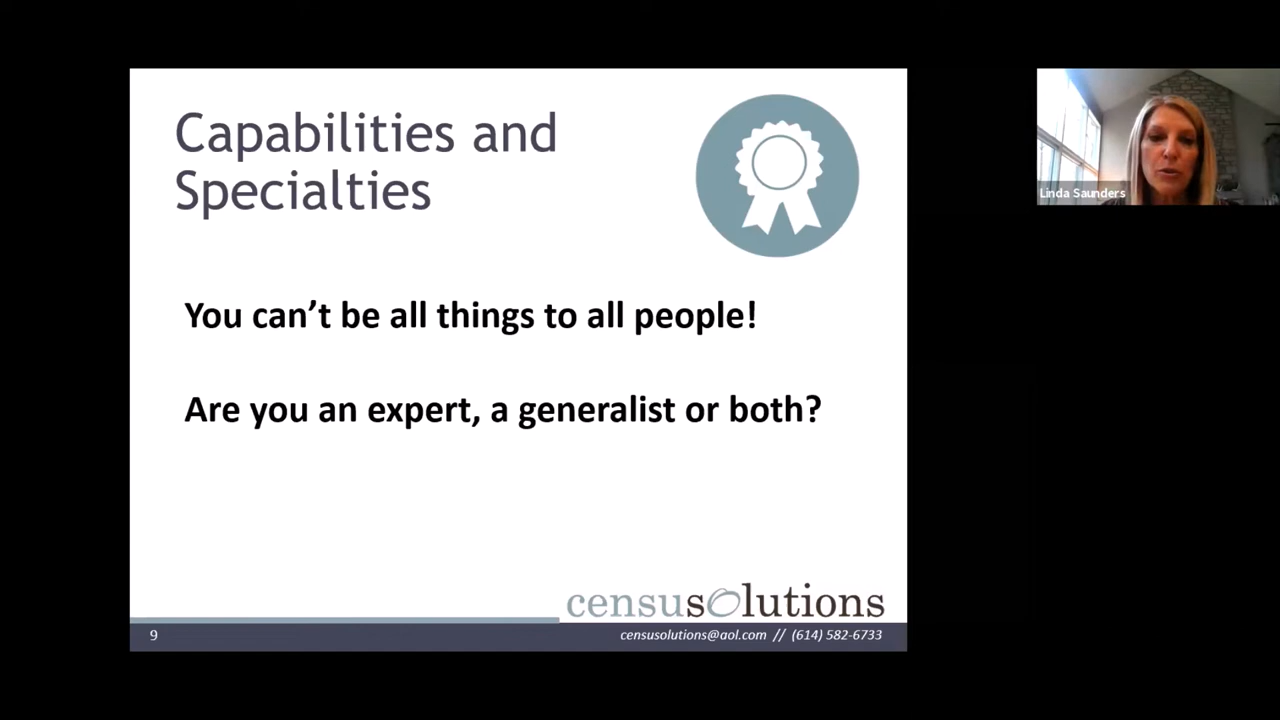 Capabilities and
Specialties
You can’t be all things to all people!
Are you an expert, a generalist or both?
censusolutions
9
censusolutions@aol.com // (614) 582-6733
Linda Saunders